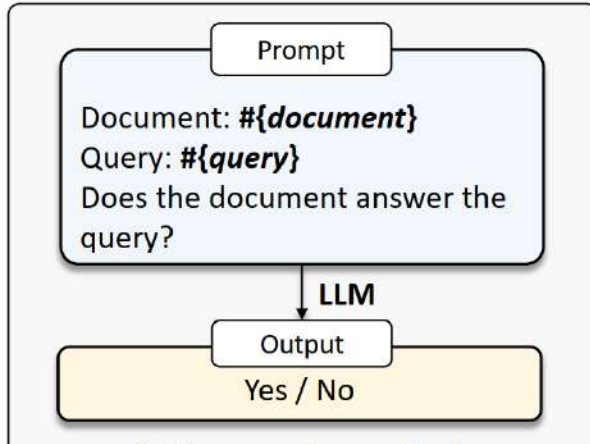 Prompt
Document: #{document}
Query: #{query}
Does the document answer the
query?
LLM
Output
Yes / No